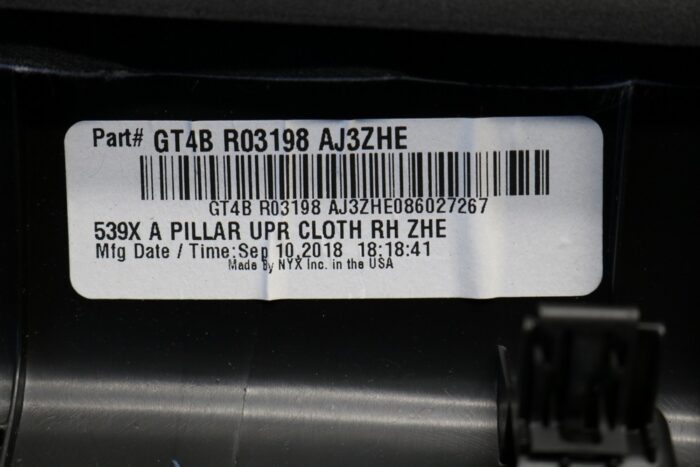 Part# GT4B R03198 AJ3ZHE
GT4B R03198 AJ3ZHE086027267
539X A PILLAR UPR CLOTH RH ZHE
Mfg Date / Time:Sep 10,2018 18:18:41
Made By NYX Inc. in the USA